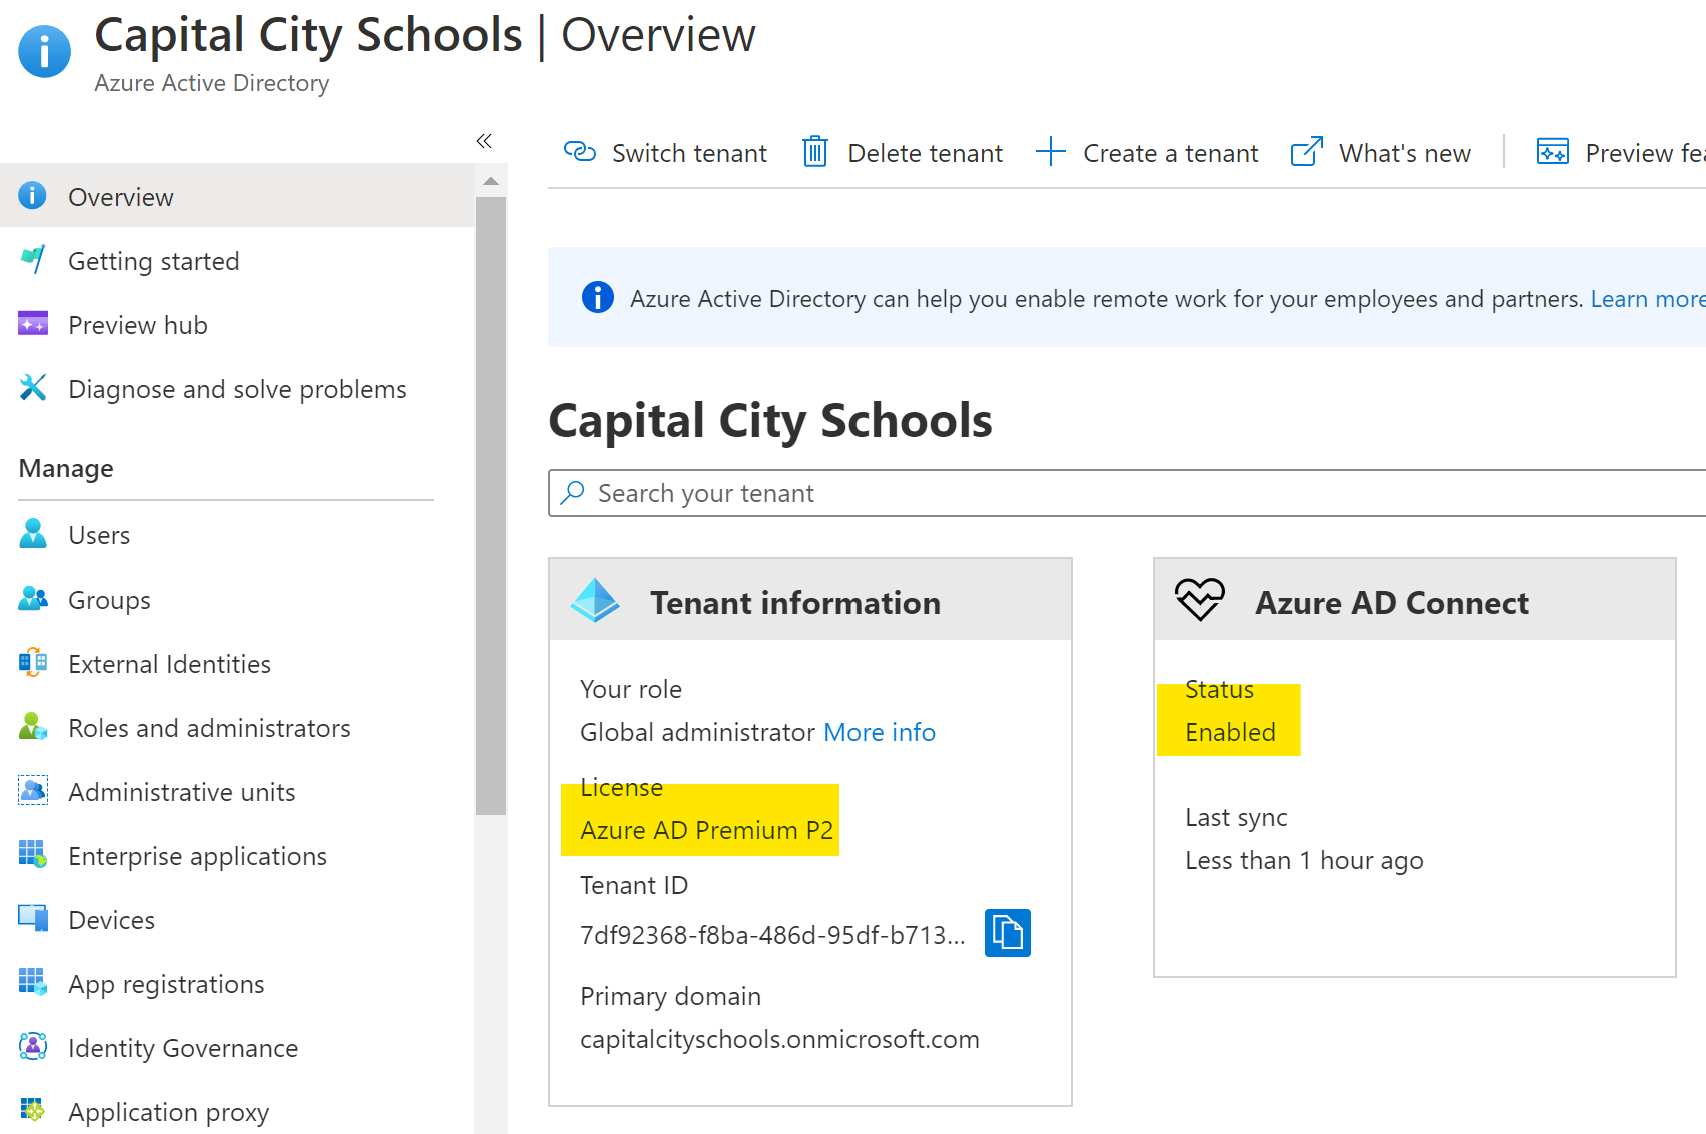 Capital City Schools | Overview
Azure Active Directory
«
Overview
Getting started
Preview hub
Diagnose and solve problems
Manage
Users
Groups
External Identities
Roles and administrators
Administrative units
Enterprise applications
Devices
App registrations
Identity Governance
Application proxy
Switch tenant
Delete tenant
Create a tenant
What's new
Preview fea
Azure Active Directory can help you enable remote work for your employees and partners. Learn more
Capital City Schools
Search your tenant
Tenant information
Your role
Global administrator More info
License
Azure AD Premium P2
Tenant ID
7df92368-f8ba-486d-95df-b713...
Primary domain
capitalcityschools.onmicrosoft.com
Azure AD Connect
Status
Enabled
Last sync
Less than 1 hour ago